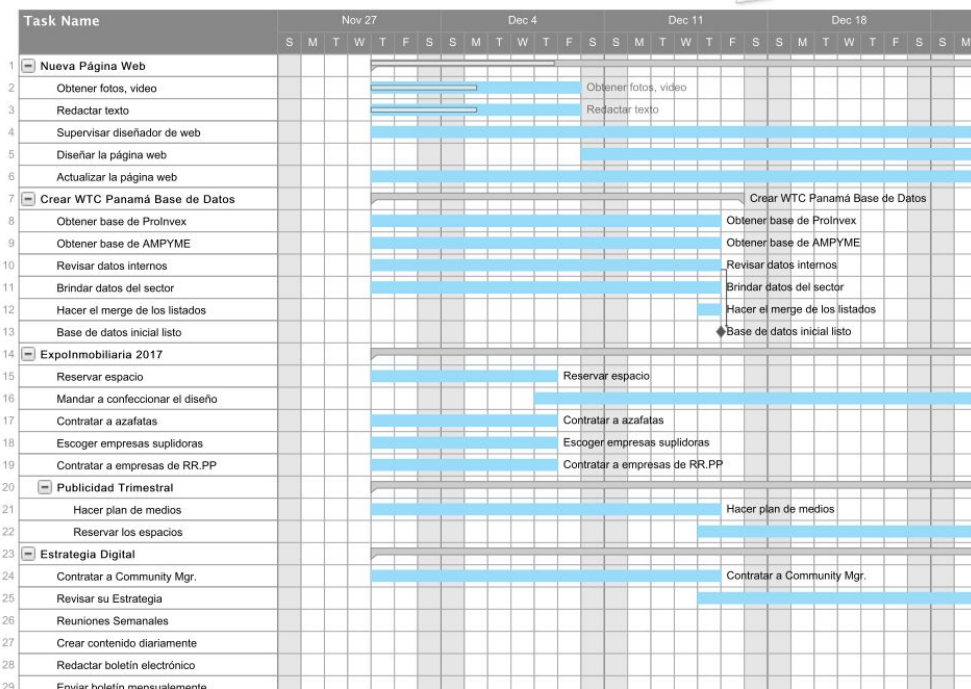 Task Name
Nov 27 Dec 4 Dec 11 Dec 18
S M T W T F S S M T W T F S S M T W T F S S M T W T F S S M
1 Nueva Página Web
2 Obtener fotos, video Obtener fotos, video
3 Redactar texto Redactar texto
4 Supervisar diseñador de web
5 Diseñar la página web
6 Actualizar la página web
7 Crear WTC Panamá Base de Datos Crear WTC Panamá Base de Datos
8 Obtener base de ProInvex Obtener base de ProInvex
9 Obtener base de AMPYME Obtener base de AMPYME
10 Revisar datos internos Revisar datos internos
11 Brindar datos del sector Brindar datos del sector
12 Hacer el merge de los listados Hacer el merge de los listados
13 Base de datos inicial listo Base de datos inicial listo
14 ExpoInmobiliaria 2017
15 Reservar espacio Reservar espacio
16 Mandar a confeccionar el diseño
17 Contratar a azafatas Contratar a azafatas
18 Escoger empresas suplidoras Escoger empresas suplidoras
19 Contratar a empresas de RR.PP Contratar a empresas de RR.PP
20 Publicidad Trimestral
21 Hacer plan de medios Hacer plan de medios
22 Reservar los espacios
23 Estrategia Digital
24 Contratar a Community Mgr. Contratar a Community Mgr.
25 Revisar su Estrategia
26 Reuniones Semanales
27 Crear contenido diariamente
28 Redactar boletín electrónico
29 Enviar boletín mensualemente